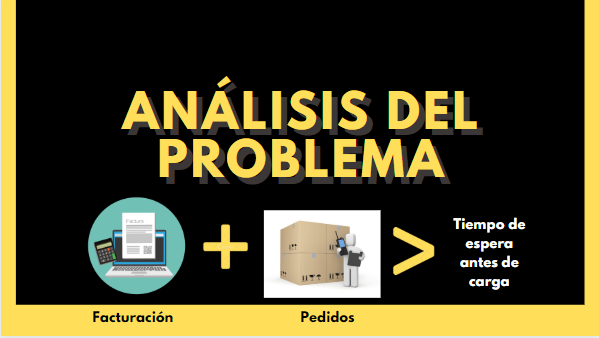 ANÁLISIS DEL
PROBLEMA
Factura
+
>
Tiempo de
espera
antes de
carga
Facturación
Pedidos